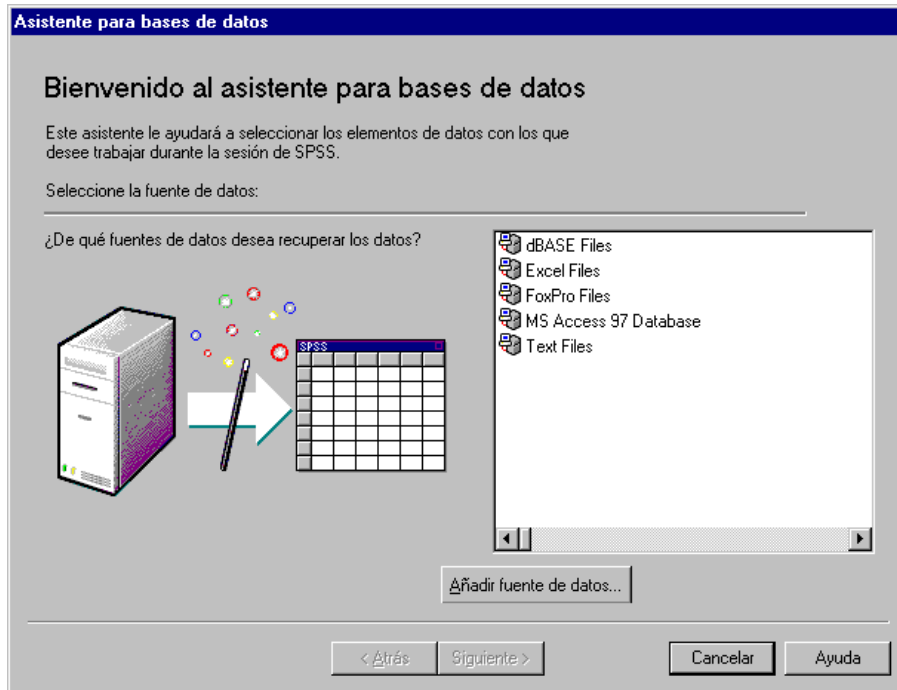 Asistente para bases de datos
Bienvenido al asistente para bases de datos
Este asistente le ayudará a seleccionar los elementos de datos con los que
desee trabajar durante la sesión de SPSS.
Seleccione la fuente de datos:
¿De qué fuentes de datos desea recuperar los datos?
SPSS
dBASE Files
Excel Files
FoxPro Files
MS Access 97 Database
Text Files
Añadir fuente de datos...
< Atrás
Siguiente >
Cancelar
Ayuda